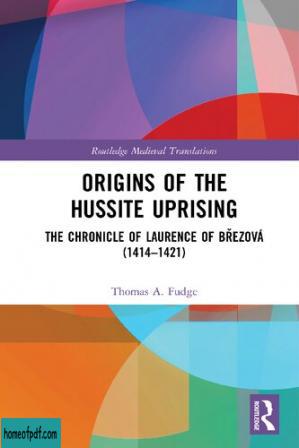 Routledge Medieval Translations
ORIGINS OF THE
HUSSITE UPRISING
THE CHRONICLE OF LAURENCE OF BŘEZOVÁ
(1414–1421)
Thomas A. Fudge
homeofpdf.com
ROUTLEDGE